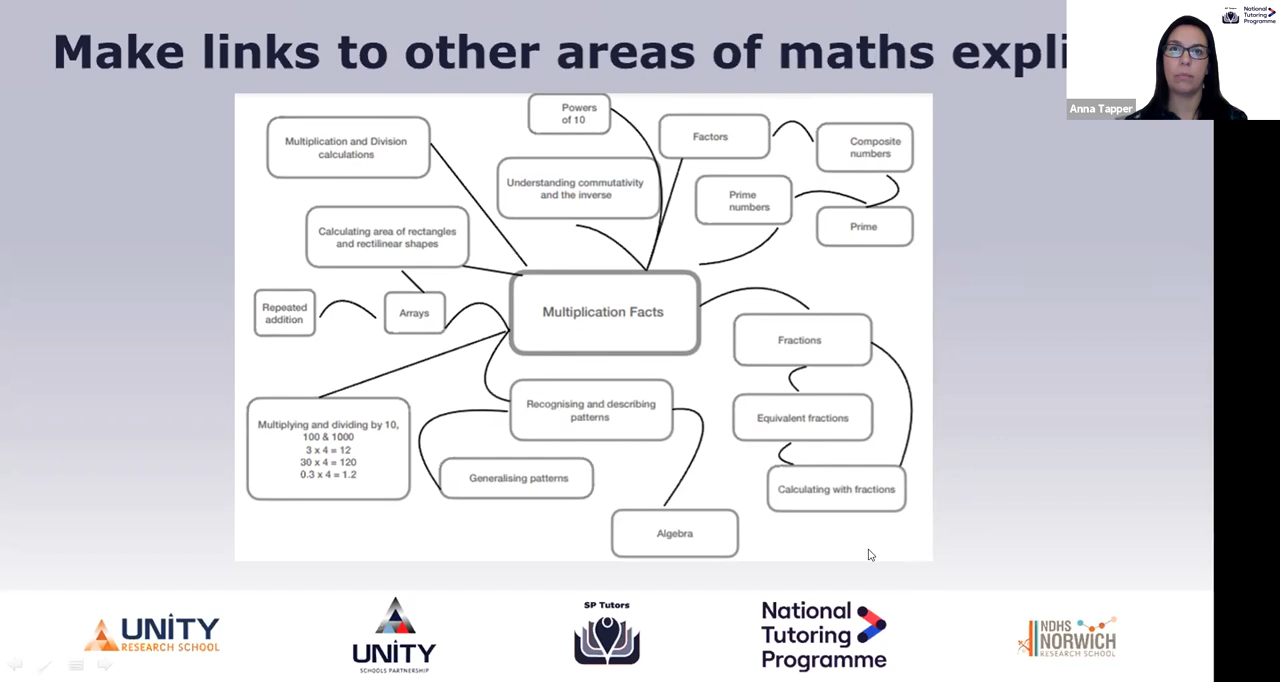 Make links to other areas of maths expli
SP Tutors
National
Tutoring
Programme
Anna Tapper
Powers
of 10
Multiplication and Division
calculations
Factors
Composite
numbers
Understanding commutativity
and the inverse
Prime
numbers
Prime
Calculating area of rectangles
and rectilinear shapes
Repeated
addition
Arrays
Multiplication Facts
Fractions
Recognising and describing
patterns
Equivalent fractions
Multiplying and dividing by 10,
100 & 1000
3 x 4 = 12
30 x 4 = 120
0.3 x 4 = 1.2
Generalising patterns
Calculating with fractions
Algebra
UNITY
RESEARCH SCHOOL
UNITY
SCHOOLS PARTNERSHIP
SP Tutors
National
Tutoring
Programme
NDHS
NORWICH
RESEARCH SCHOOL